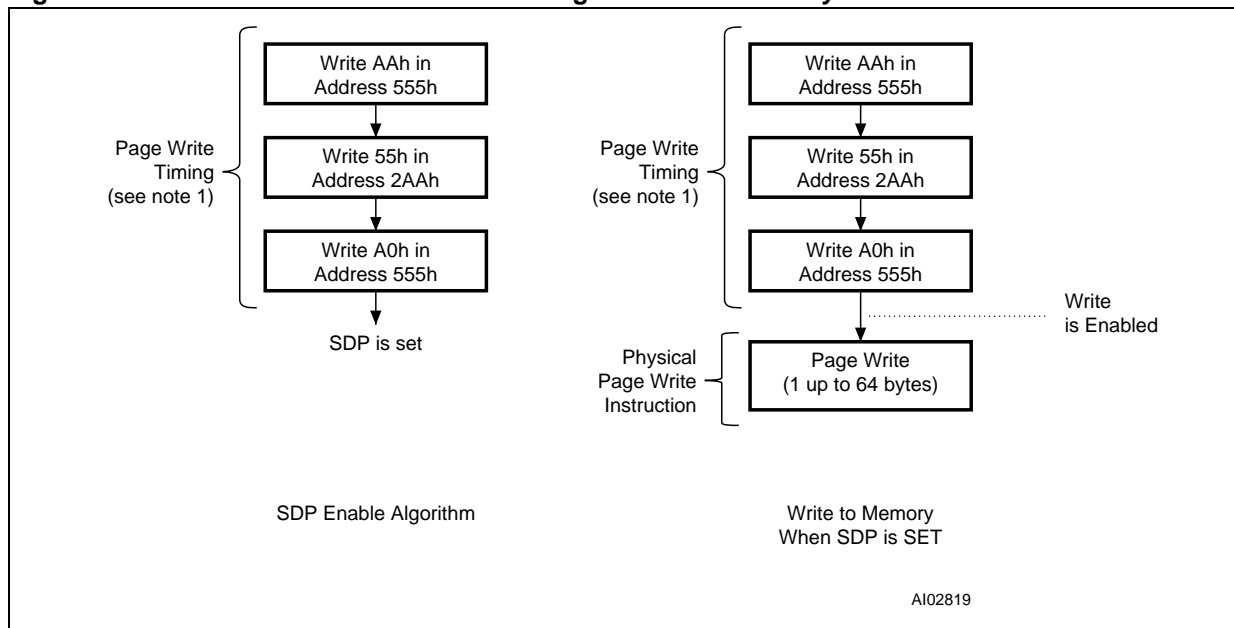 Write AAh in
Address 555h
Page Write
Timing
(see note 1)
Write 55h in
Address 2AAh
Write A0h in
Address 555h
SDP is set
SDP Enable Algorithm
Write AAh in
Address 555h
Page Write
Timing
(see note 1)
Write 55h in
Address 2AAh
Write A0h in
Address 555h
Write
is Enabled
Physical
Page Write
Instruction
Page Write
(1 up to 64 bytes)
Write to Memory
When SDP is SET
AI02819